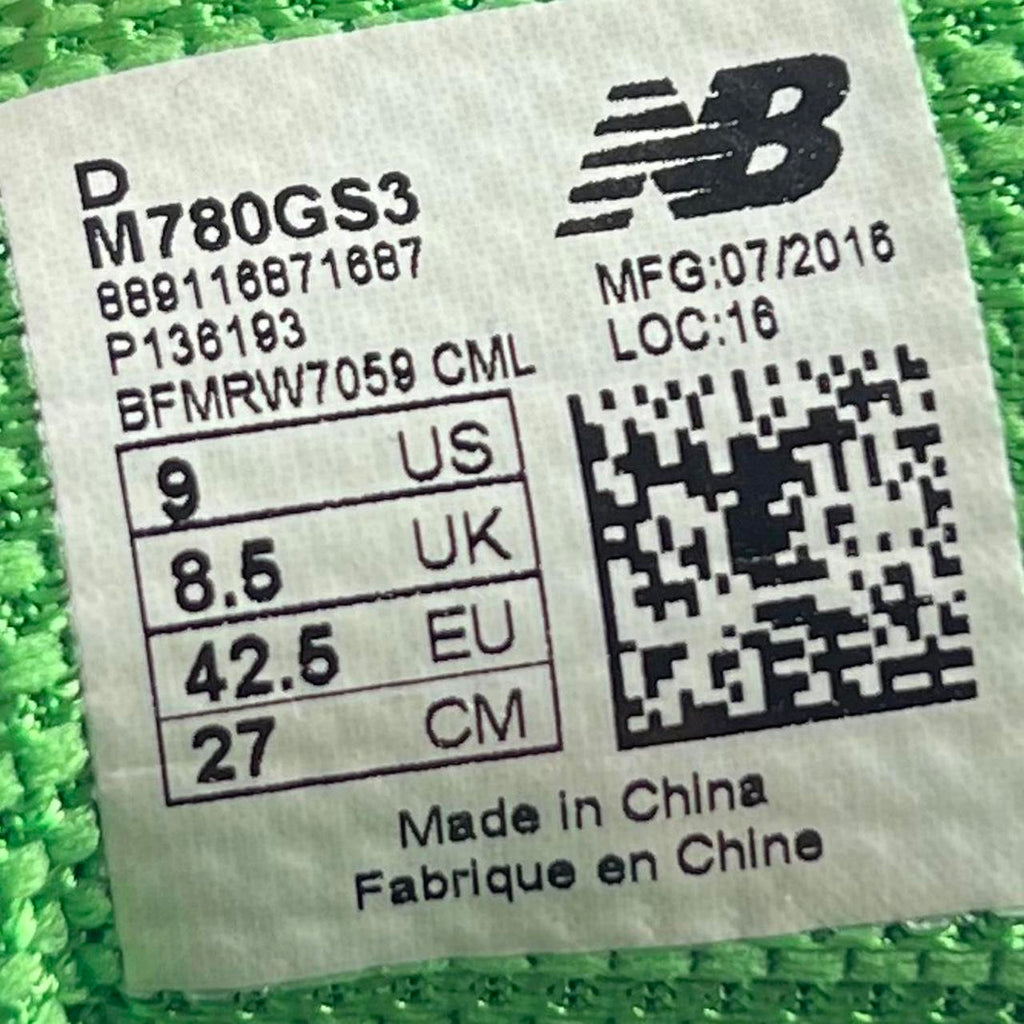 NB
D
M780GS3
889116871687
P136193
BFMRW7059 CML
MFG:07/2016
LOC:16
9 US
8.5 UK
42.5 EU
27 CM
Made in China
Fabrique en Chine